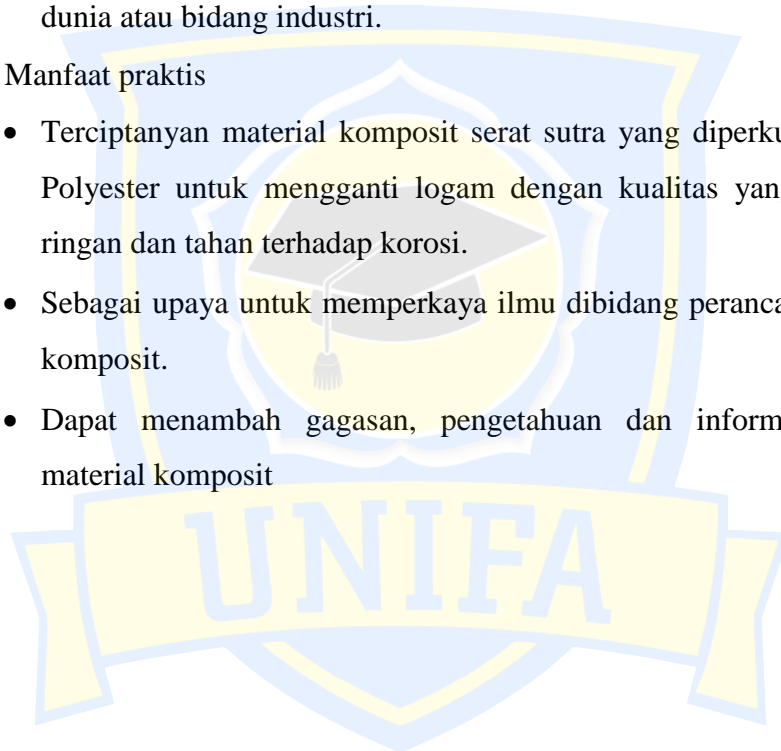 dunia atau bidang industri.
Manfaat praktis
• Terciptanyan material komposit serat sutra yang diperku
Polyester untuk mengganti logam dengan kualitas yan
ringan dan tahan terhadap korosi.
• Sebagai upaya untuk memperkaya ilmu dibidang peranca
komposit.
• Dapat menambah gagasan, pengetahuan dan inform
material komposit
UNIFA